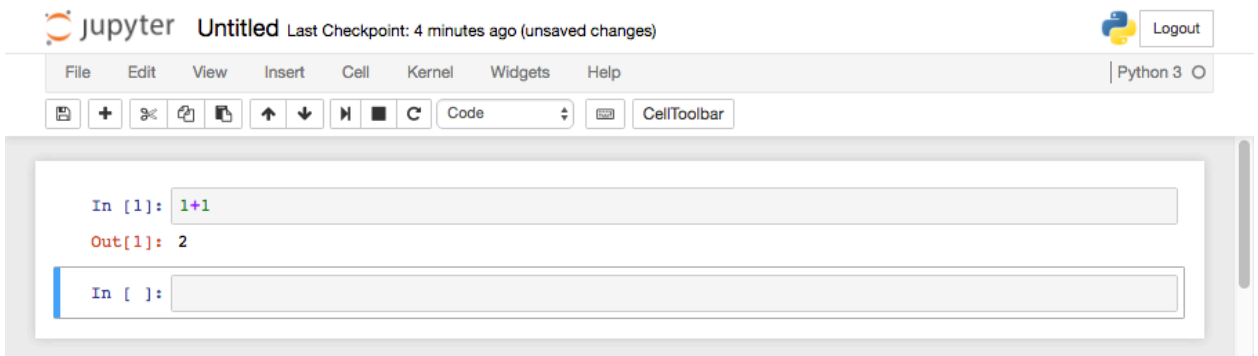 jupyter Untitled Last Checkpoint: 4 minutes ago (unsaved changes) Logout
File Edit View Insert Cell Kernel Widgets Help Python 3
Code CellToolbar
In [1]: 1+1
Out[1]: 2
In [ ]: